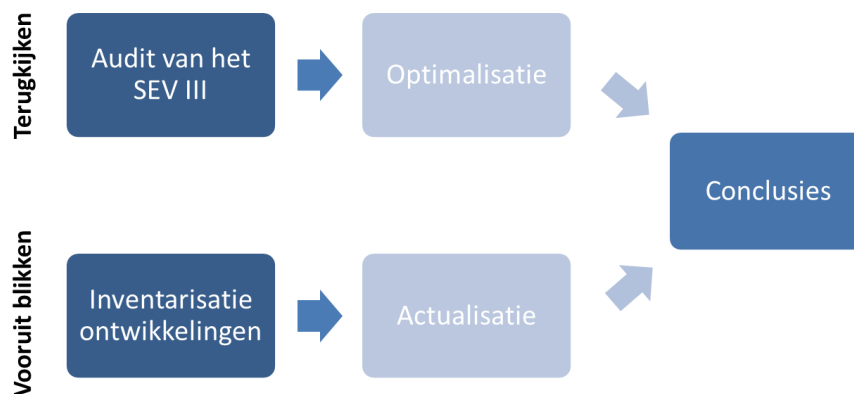 Terugkijken
Audit van het
SEV III
Optimalisatie
Conclusies
Vooruit blikken
Inventarisatie
ontwikkelingen
Actualisatie